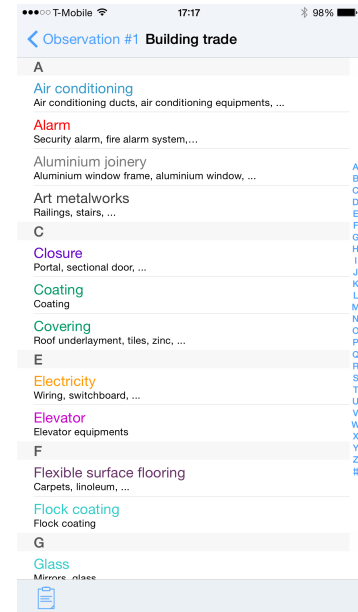 T-Mobile 17:17 98%
Observation #1 Building trade
A
Air conditioning
Air conditioning ducts, air conditioning equipments, ...
Alarm
Security alarm, fire alarm system,...
Aluminium joinery
Aluminium window frame, aluminium window, ...
Art metalworks
Railings, stairs, ...
C
Closure
Portal, sectional door, ...
Coating
Coating
Covering
Roof underlayment, tiles, zinc, ...
E
Electricity
Wiring, switchboard, ...
Elevator
Elevator equipments
F
Flexible surface flooring
Carpets, linoleum, ...
Flock coating
Flock coating
G
Glass
Mirrors, glass
A
B
C
D
E
F
G
H
I
J
K
L
M
N
O
P
Q
R
S
T
U
V
W
X
Y
Z
#